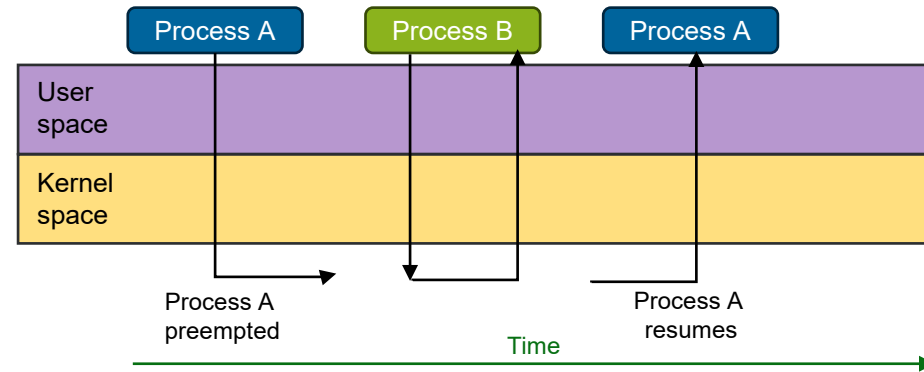 Process A
Process B
Process A
User
space
Kernel
space
Process A
preempted
Process A
resumes
Time